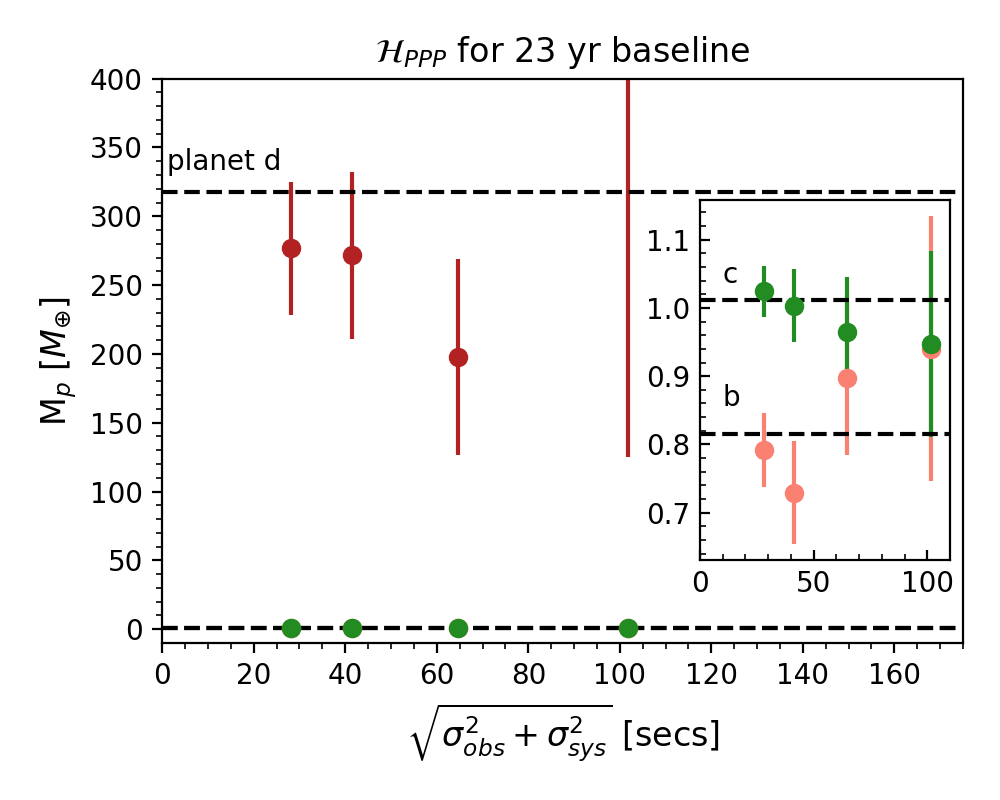 𝓗_PPP for 23 yr baseline
400
350
300
250
200
150
100
50
0
M_p [M_⊕]
planet d
1.1
1.0
0.9
0.8
0.7
c
b
0 50 100
0 20 40 60 80 100 120 140 160
√(σ²_obs + σ²_sys) [secs]